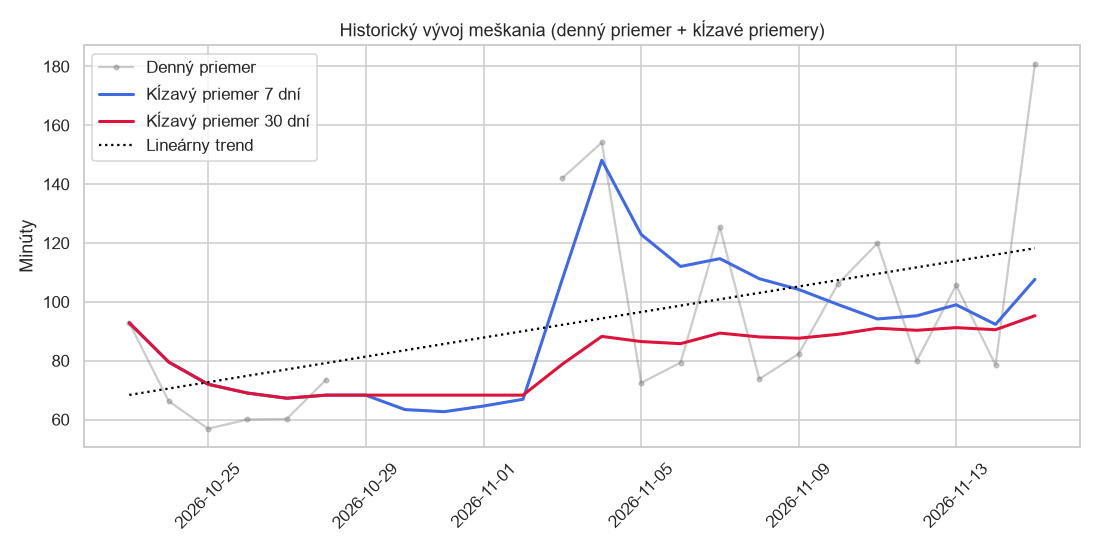 Historický vývoj meškania (denný priemer + kĺzavé priemery)
Denný priemer
Kĺzavý priemer 7 dní
Kĺzavý priemer 30 dní
Lineárny trend
Minúty
180
160
140
120
100
80
60
2026-10-25
2026-10-29
2026-11-01
2026-11-05
2026-11-09
2026-11-13